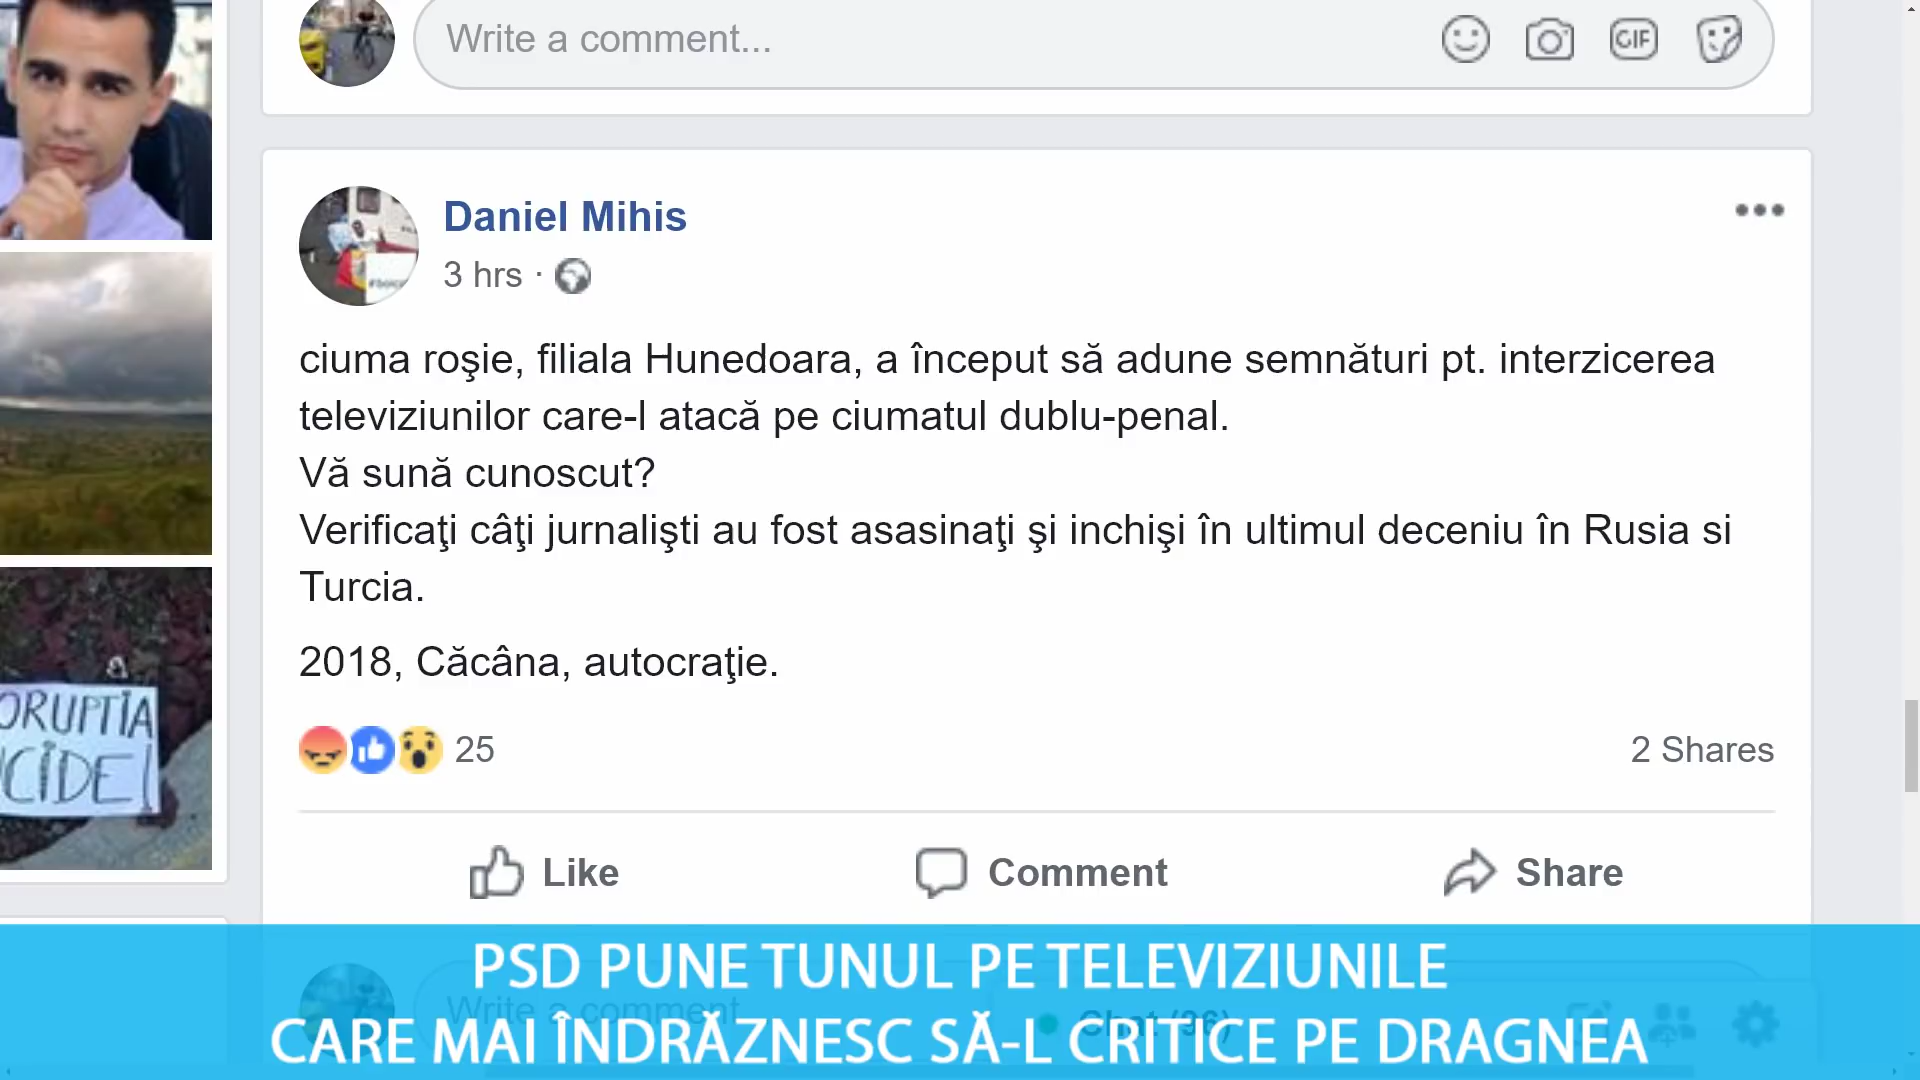 Write a comment...
GIF
Daniel Mihis
3 hrs ·
ciuma roşie, filiala Hunedoara, a început să adune semnături pt. interzicerea
televiziunilor care-l atacă pe ciumatul dublu-penal.
Vă sună cunoscut?
Verificaţi câţi jurnalişti au fost asasinaţi şi inchişi în ultimul deceniu în Rusia si
Turcia.
2018, Căcâna, autocraţie.
25
2 Shares
ORUPTIA
CIDE!
Like
Comment
Share
PSD PUNE TUNUL PE TELEVIZIUNILE
Write a comment
Chat (96)
CARE MAI ÎNDRĂZNESC SĂ-L CRITICE PE DRAGNEA